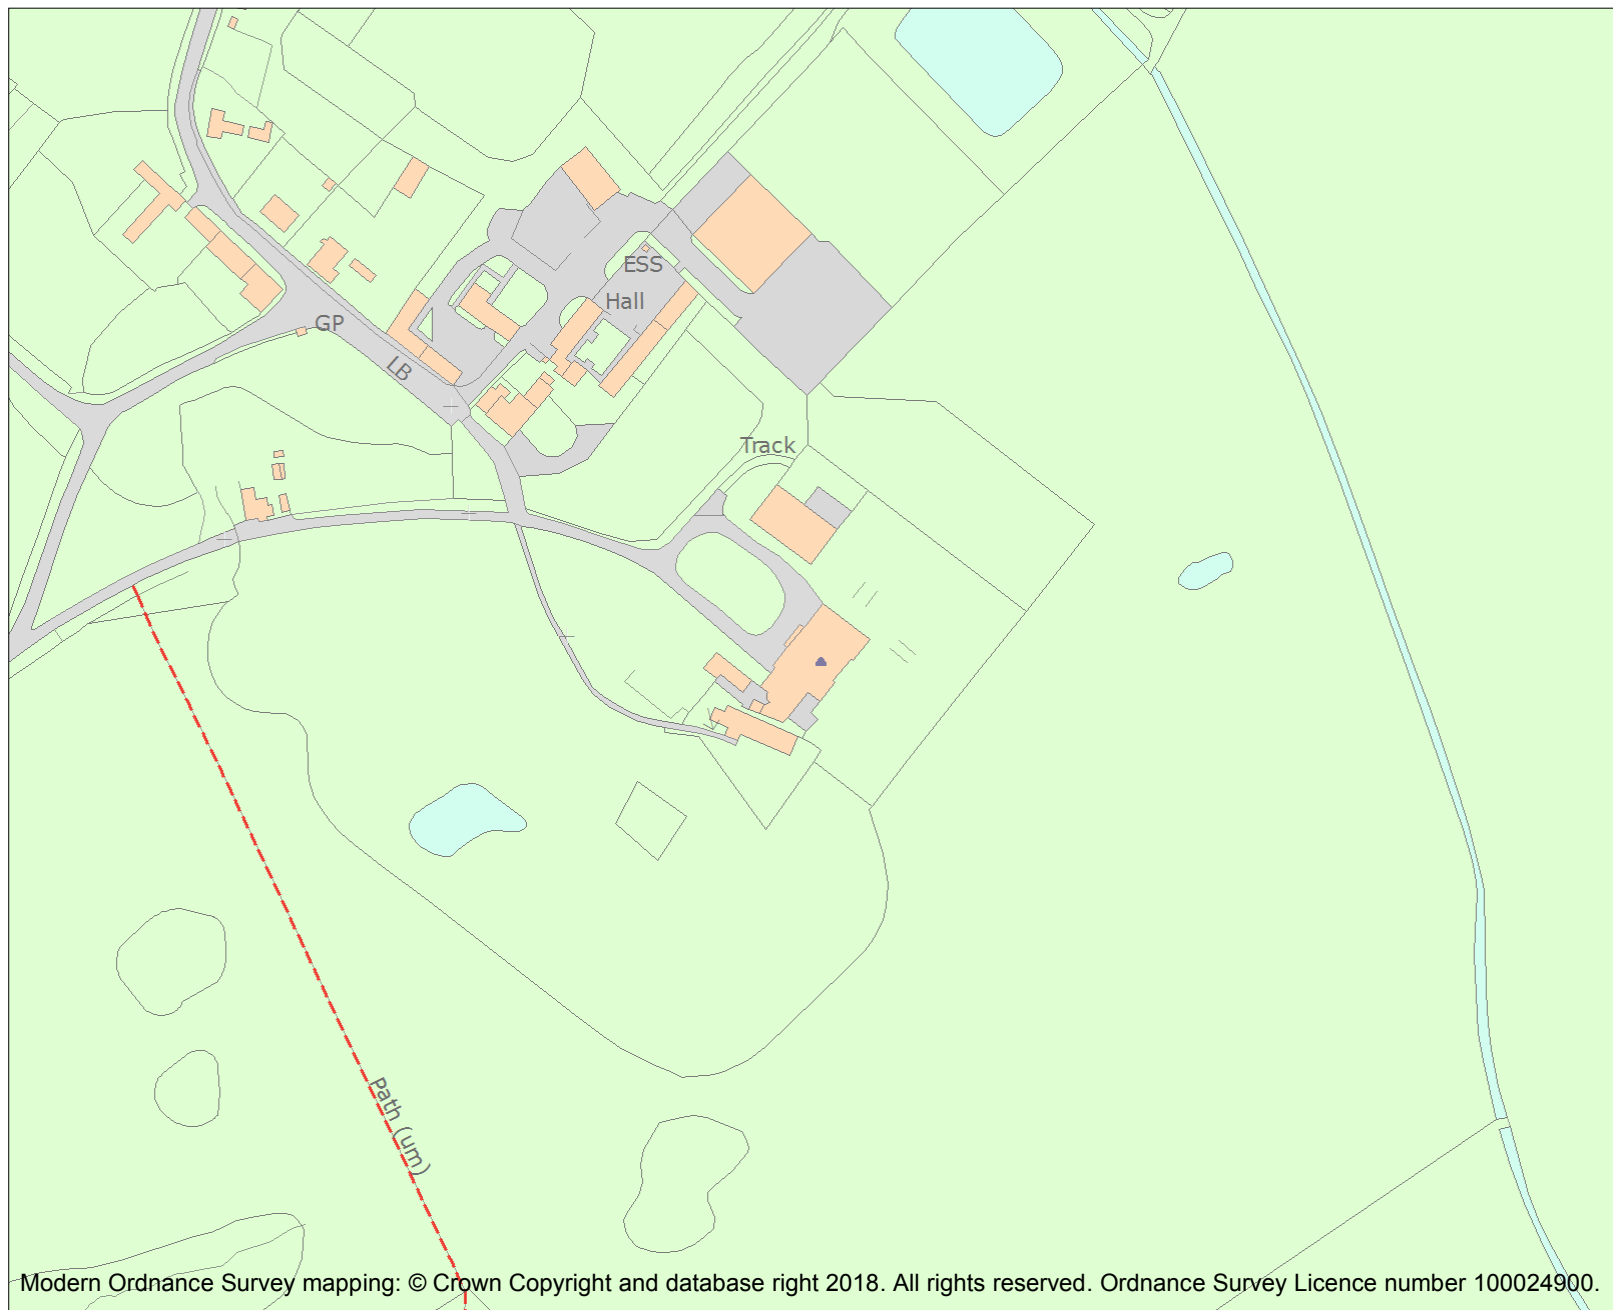 ESS
Hall
GP
LB
Track
Path (um)
Modern Ordnance Survey mapping: © Crown Copyright and database right 2018. All rights reserved. Ordnance Survey Licence number 100024900.